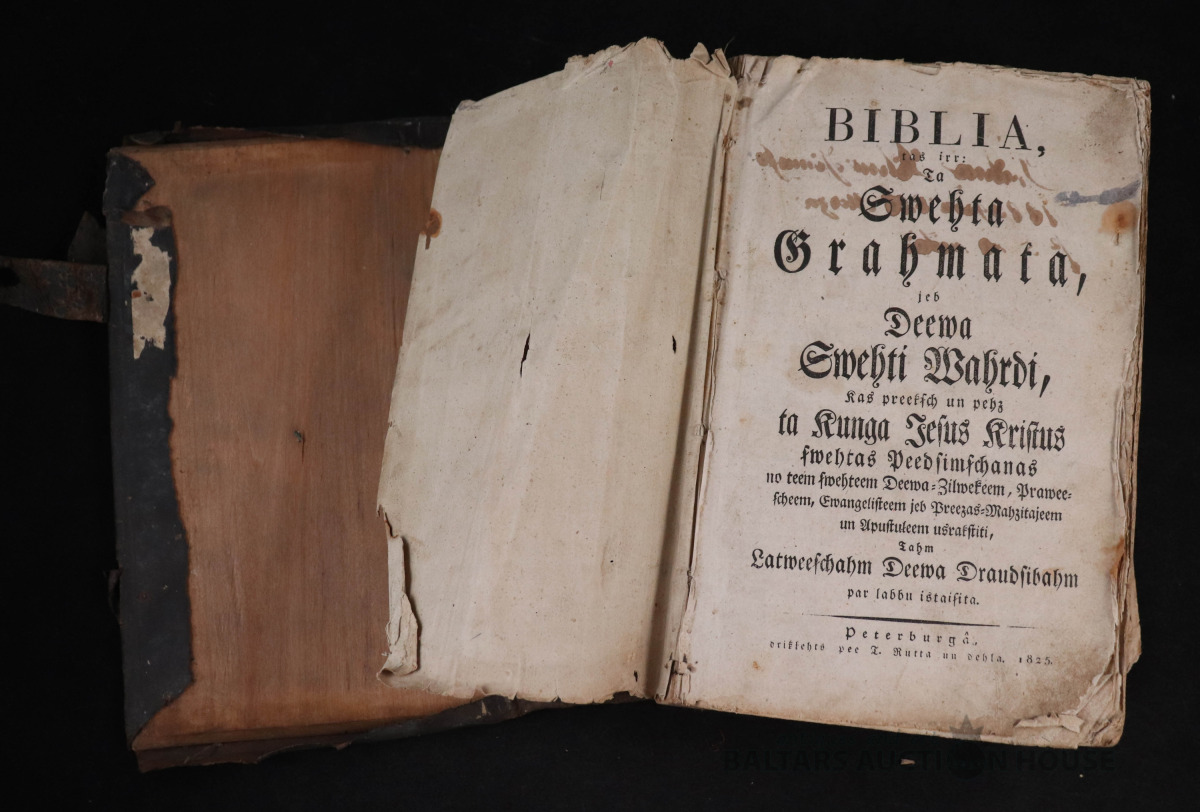 BIBLIA,
tas irr:
Ta
Swehta
Grahmata,
jeb
Deewa
Swehti Wahrdi,
Kas preekſch un pehz
ta Kunga Jeſus Kriſtus
ſwehtas Peedſimſchanas
no teem ſwehteem Deewa-Zilwekeem, Prawee-
ſcheem, Ewangeliſteem jeb Preezas-Mahzitajeem
un Apuſtuleem usrakſtiti,
Tahm
Latweeſchahm Deewa Draudſibahm
par labbu istaiſita.
Peterburgâ,
drikkehts pee T. Rutta un dehla. 1825.
BALTARS AUCTION HOUSE